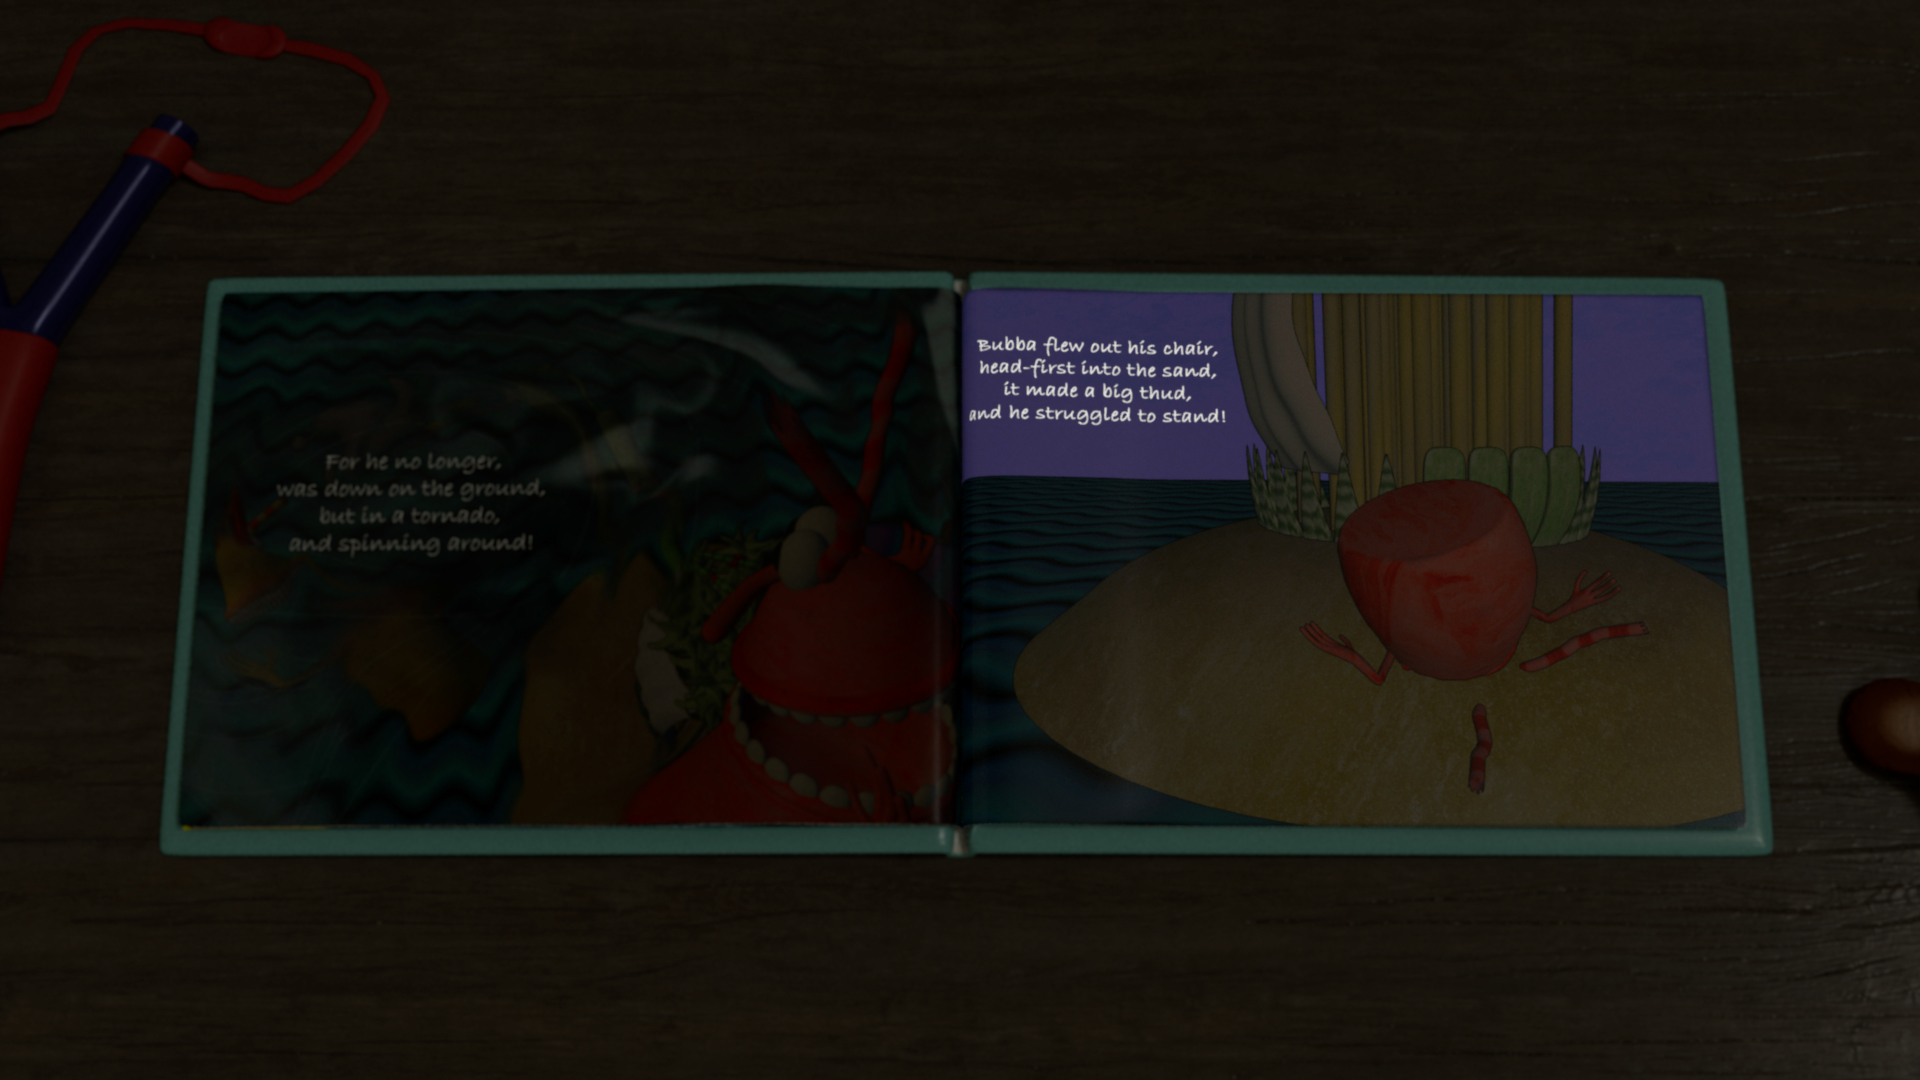 For he no longer,
was down on the ground,
but in a tornado,
and spinning around!
Bubba flew out his chair,
head-first into the sand,
it made a big thud,
and he struggled to stand!